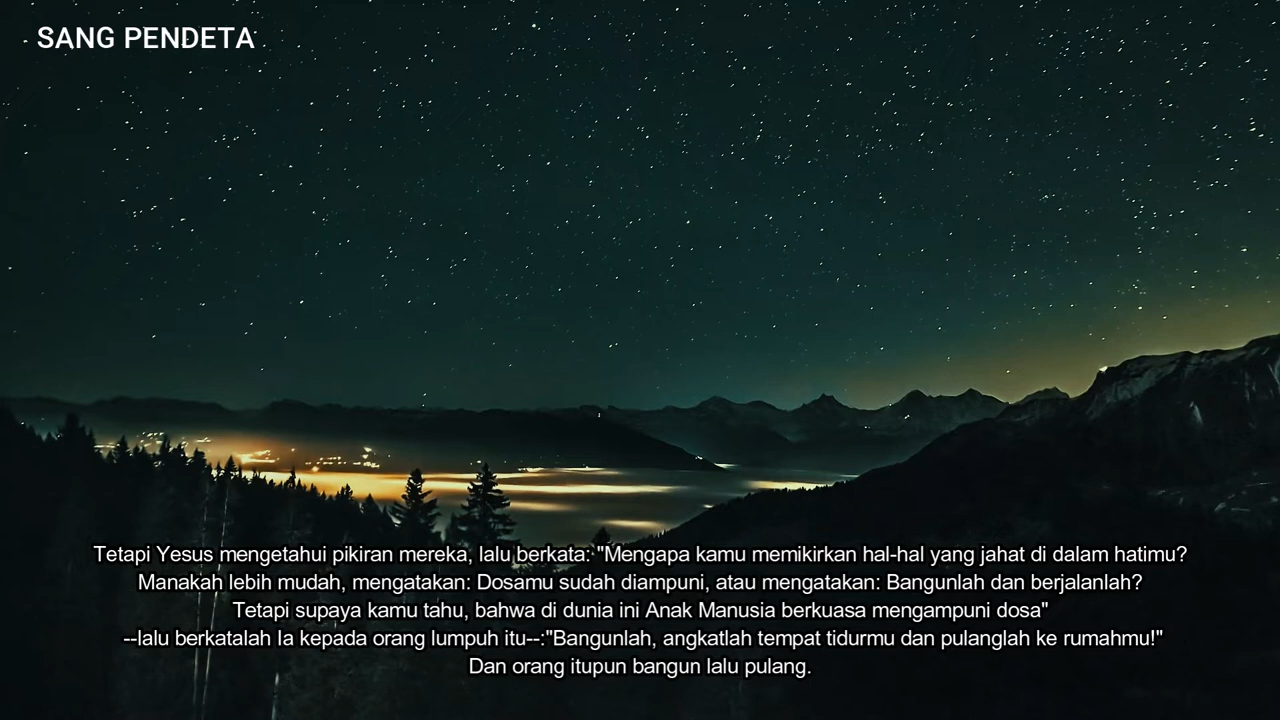 SANG PENDETA
Tetapi Yesus mengetahui pikiran mereka, lalu berkata: "Mengapa kamu memikirkan hal-hal yang jahat di dalam hatimu?
Manakah lebih mudah, mengatakan: Dosamu sudah diampuni, atau mengatakan: Bangunlah dan berjalanlah?
Tetapi supaya kamu tahu, bahwa di dunia ini Anak Manusia berkuasa mengampuni dosa"
--lalu berkatalah Ia kepada orang lumpuh itu--:"Bangunlah, angkatlah tempat tidurmu dan pulanglah ke rumahmu!"
Dan orang itupun bangun lalu pulang.